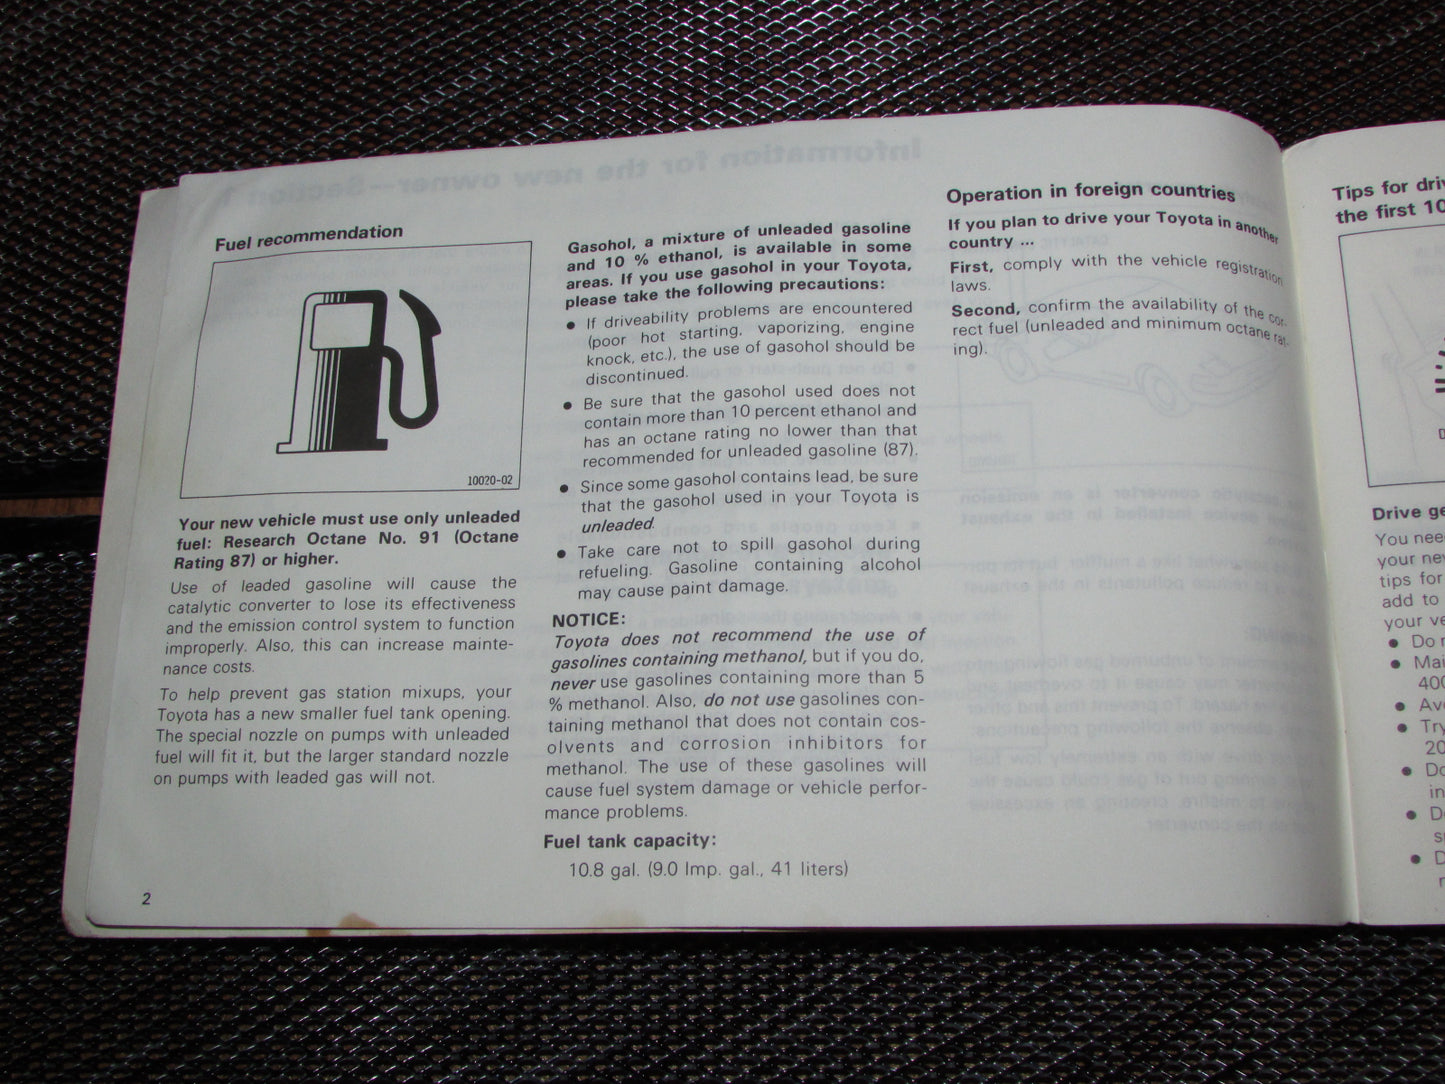 Fuel recommendation
10020-02
Your new vehicle must use only unleaded
fuel: Research Octane No. 91 (Octane
Rating 87) or higher.
Use of leaded gasoline will cause the
catalytic converter to lose its effectiveness
and the emission control system to function
improperly. Also, this can increase mainte-
nance costs.
To help prevent gas station mixups, your
Toyota has a new smaller fuel tank opening.
The special nozzle on pumps with unleaded
fuel will fit it, but the larger standard nozzle
on pumps with leaded gas will not.
2
Gasohol, a mixture of unleaded gasoline
and 10 % ethanol, is available in some
areas. If you use gasohol in your Toyota,
please take the following precautions:
● If driveability problems are encountered
(poor hot starting, vaporizing, engine
knock, etc.), the use of gasohol should be
discontinued.
● Be sure that the gasohol used does not
contain more than 10 percent ethanol and
has an octane rating no lower than that
recommended for unleaded gasoline (87).
● Since some gasohol contains lead, be sure
that the gasohol used in your Toyota is
unleaded.
● Take care not to spill gasohol during
refueling. Gasoline containing alcohol
may cause paint damage.
NOTICE:
Toyota does not recommend the use of
gasolines containing methanol, but if you do,
never use gasolines containing more than 5
% methanol. Also, do not use gasolines con-
taining methanol that does not contain cos-
olvents and corrosion inhibitors for
methanol. The use of these gasolines will
cause fuel system damage or vehicle perfor-
mance problems.
Fuel tank capacity:
10.8 gal. (9.0 Imp. gal., 41 liters)
Operation in foreign countries
If you plan to drive your Toyota in another
country ...
First, comply with the vehicle registration
laws.
Second, confirm the availability of the cor-
rect fuel (unleaded and minimum octane rat-
ing).
Tips for
the first
Drive
You
your
tips for
add to
your
● Do
●
●
● Try
●
in
●
●